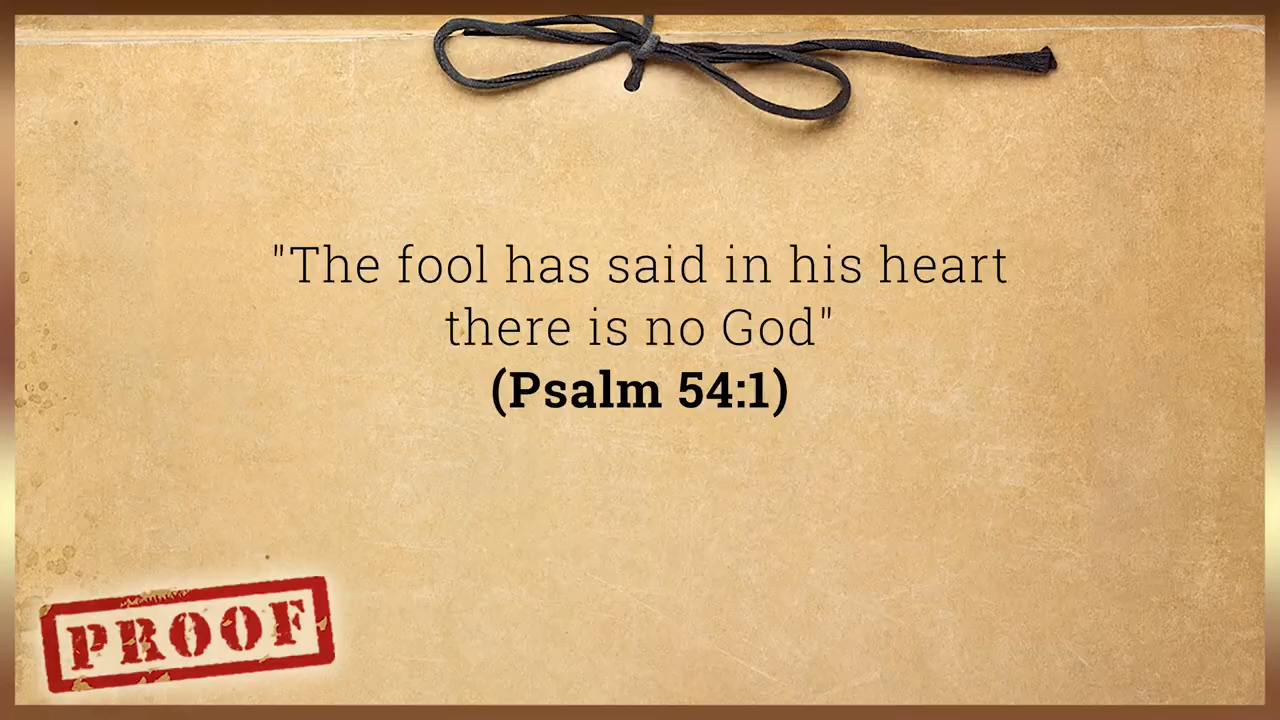 "The fool has said in his heart
there is no God"
(Psalm 54:1)
PROOF